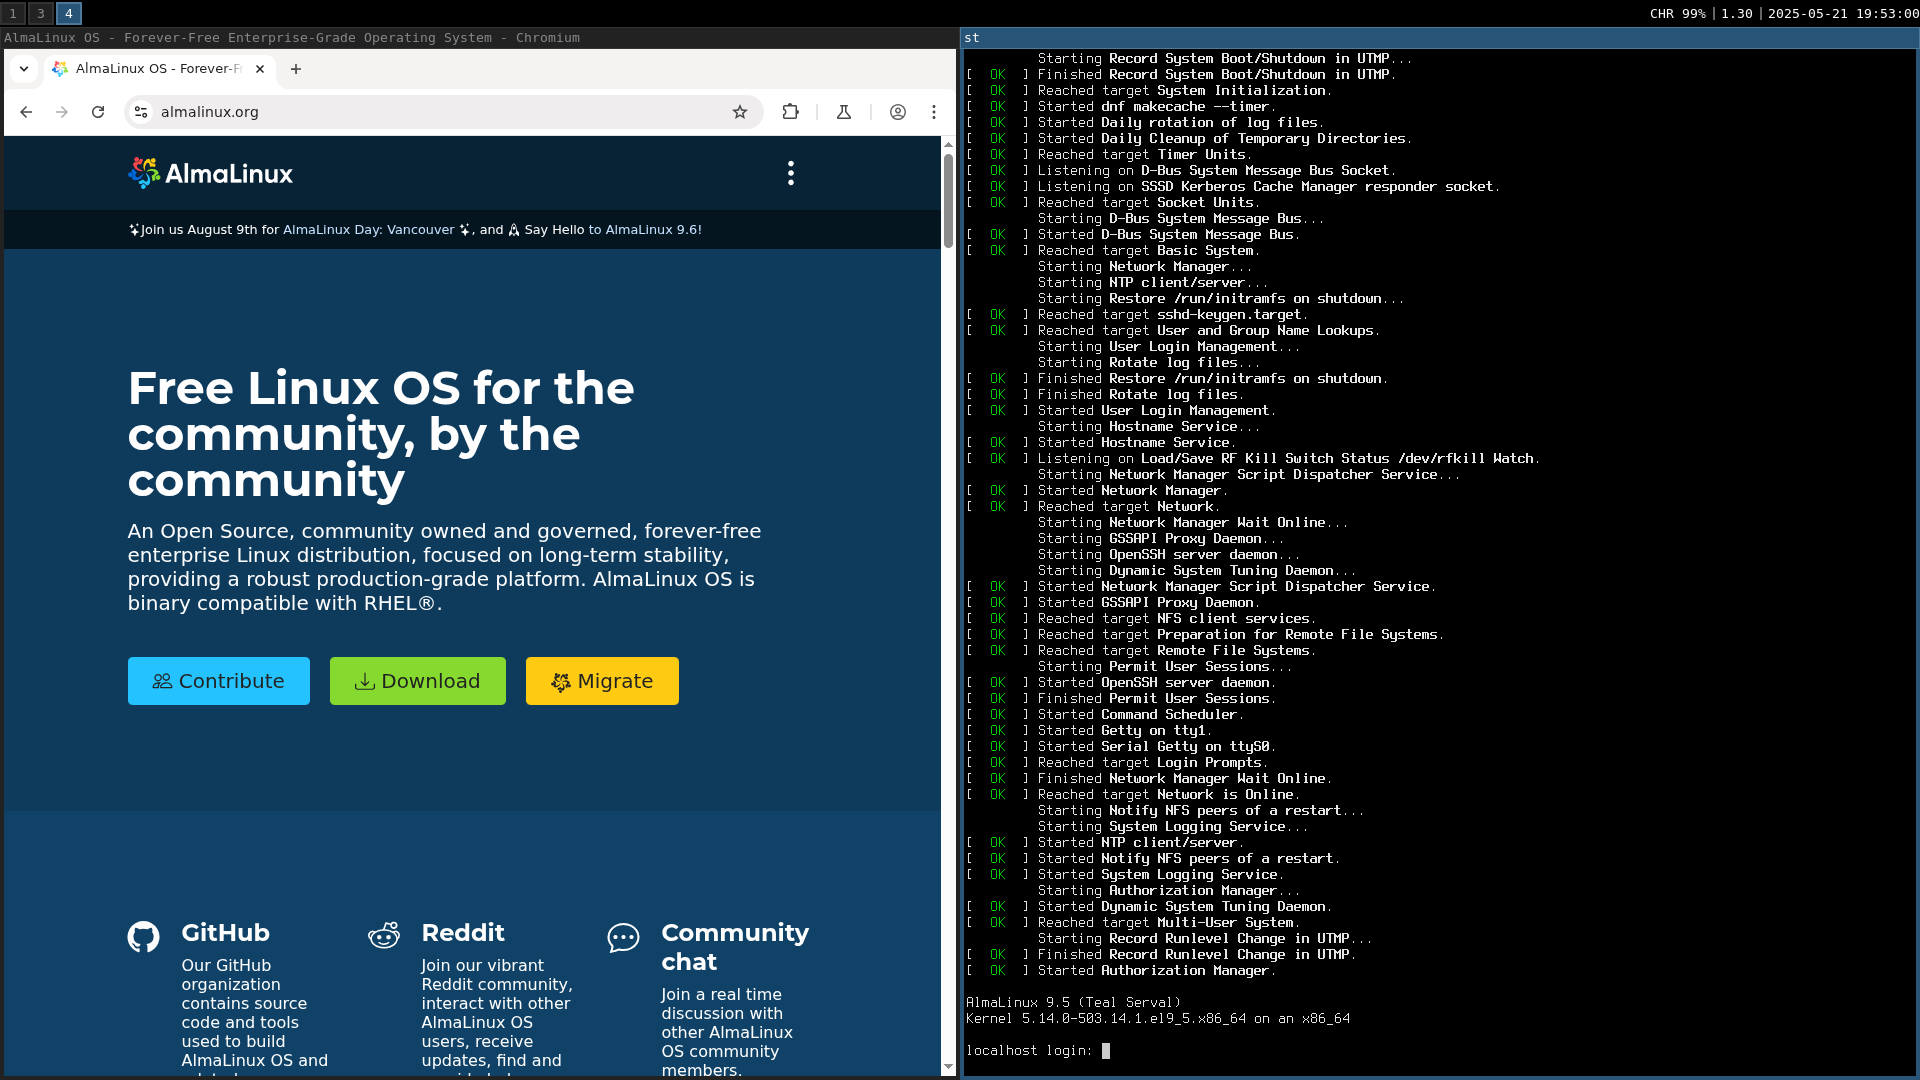 1 3 4
CHR 99% | 1.30 | 2025-05-21 19:53:00
AlmaLinux OS - Forever-Free Enterprise-Grade Operating System - Chromium
AlmaLinux OS - Forever-F
almalinux.org
AlmaLinux
Join us August 9th for AlmaLinux Day: Vancouver , and Say Hello to AlmaLinux 9.6!
Free Linux OS for the
community, by the
community
An Open Source, community owned and governed, forever-free
enterprise Linux distribution, focused on long-term stability,
providing a robust production-grade platform. AlmaLinux OS is
binary compatible with RHEL®.
Contribute Download Migrate
GitHub
Our GitHub
organization
contains source
code and tools
used to build
AlmaLinux OS and
Reddit
Join our vibrant
Reddit community,
interact with other
AlmaLinux OS
users, receive
updates, find and
Community
chat
Join a real time
discussion with
other AlmaLinux
OS community
members.
st
Starting Record System Boot/Shutdown in UTMP...
[  OK  ] Finished Record System Boot/Shutdown in UTMP.
[  OK  ] Reached target System Initialization.
[  OK  ] Started dnf makecache --timer.
[  OK  ] Started Daily rotation of log files.
[  OK  ] Started Daily Cleanup of Temporary Directories.
[  OK  ] Reached target Timer Units.
[  OK  ] Listening on D-Bus System Message Bus Socket.
[  OK  ] Listening on SSSD Kerberos Cache Manager responder socket.
[  OK  ] Reached target Socket Units.
Starting D-Bus System Message Bus...
[  OK  ] Started D-Bus System Message Bus.
[  OK  ] Reached target Basic System.
Starting Network Manager...
Starting NTP client/server...
Starting Restore /run/initramfs on shutdown...
[  OK  ] Reached target sshd-keygen.target.
[  OK  ] Reached target User and Group Name Lookups.
Starting User Login Management...
Starting Rotate log files...
[  OK  ] Finished Restore /run/initramfs on shutdown.
[  OK  ] Finished Rotate log files.
[  OK  ] Started User Login Management.
Starting Hostname Service...
[  OK  ] Started Hostname Service.
[  OK  ] Listening on Load/Save RF Kill Switch Status /dev/rfkill Watch.
Starting Network Manager Script Dispatcher Service...
[  OK  ] Started Network Manager.
[  OK  ] Reached target Network.
Starting Network Manager Wait Online...
Starting GSSAPI Proxy Daemon...
Starting OpenSSH server daemon...
Starting Dynamic System Tuning Daemon...
[  OK  ] Started Network Manager Script Dispatcher Service.
[  OK  ] Started GSSAPI Proxy Daemon.
[  OK  ] Reached target NFS client services.
[  OK  ] Reached target Preparation for Remote File Systems.
[  OK  ] Reached target Remote File Systems.
Starting Permit User Sessions...
[  OK  ] Started OpenSSH server daemon.
[  OK  ] Finished Permit User Sessions.
[  OK  ] Started Command Scheduler.
[  OK  ] Started Getty on tty1.
[  OK  ] Started Serial Getty on ttyS0.
[  OK  ] Reached target Login Prompts.
[  OK  ] Finished Network Manager Wait Online.
[  OK  ] Reached target Network is Online.
Starting Notify NFS peers of a restart...
Starting System Logging Service...
[  OK  ] Started NTP client/server.
[  OK  ] Started Notify NFS peers of a restart.
[  OK  ] Started System Logging Service.
Starting Authorization Manager...
[  OK  ] Started Dynamic System Tuning Daemon.
[  OK  ] Reached target Multi-User System.
Starting Record Runlevel Change in UTMP...
[  OK  ] Finished Record Runlevel Change in UTMP.
[  OK  ] Started Authorization Manager.
AlmaLinux 9.5 (Teal Serval)
Kernel 5.14.0-503.14.1.el9_5.x86_64 on an x86_64
localhost login: